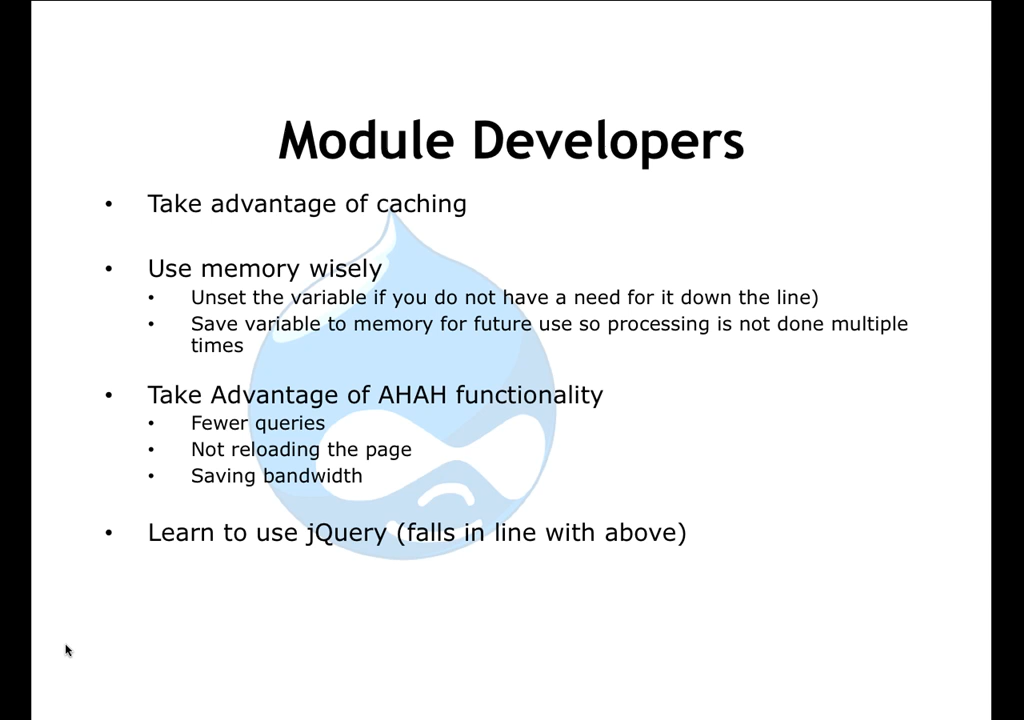 Module Developers
• Take advantage of caching
• Use memory wisely
• Unset the variable if you do not have a need for it down the line)
• Save variable to memory for future use so processing is not done multiple
times
• Take Advantage of AHAH functionality
• Fewer queries
• Not reloading the page
• Saving bandwidth
• Learn to use jQuery (falls in line with above)